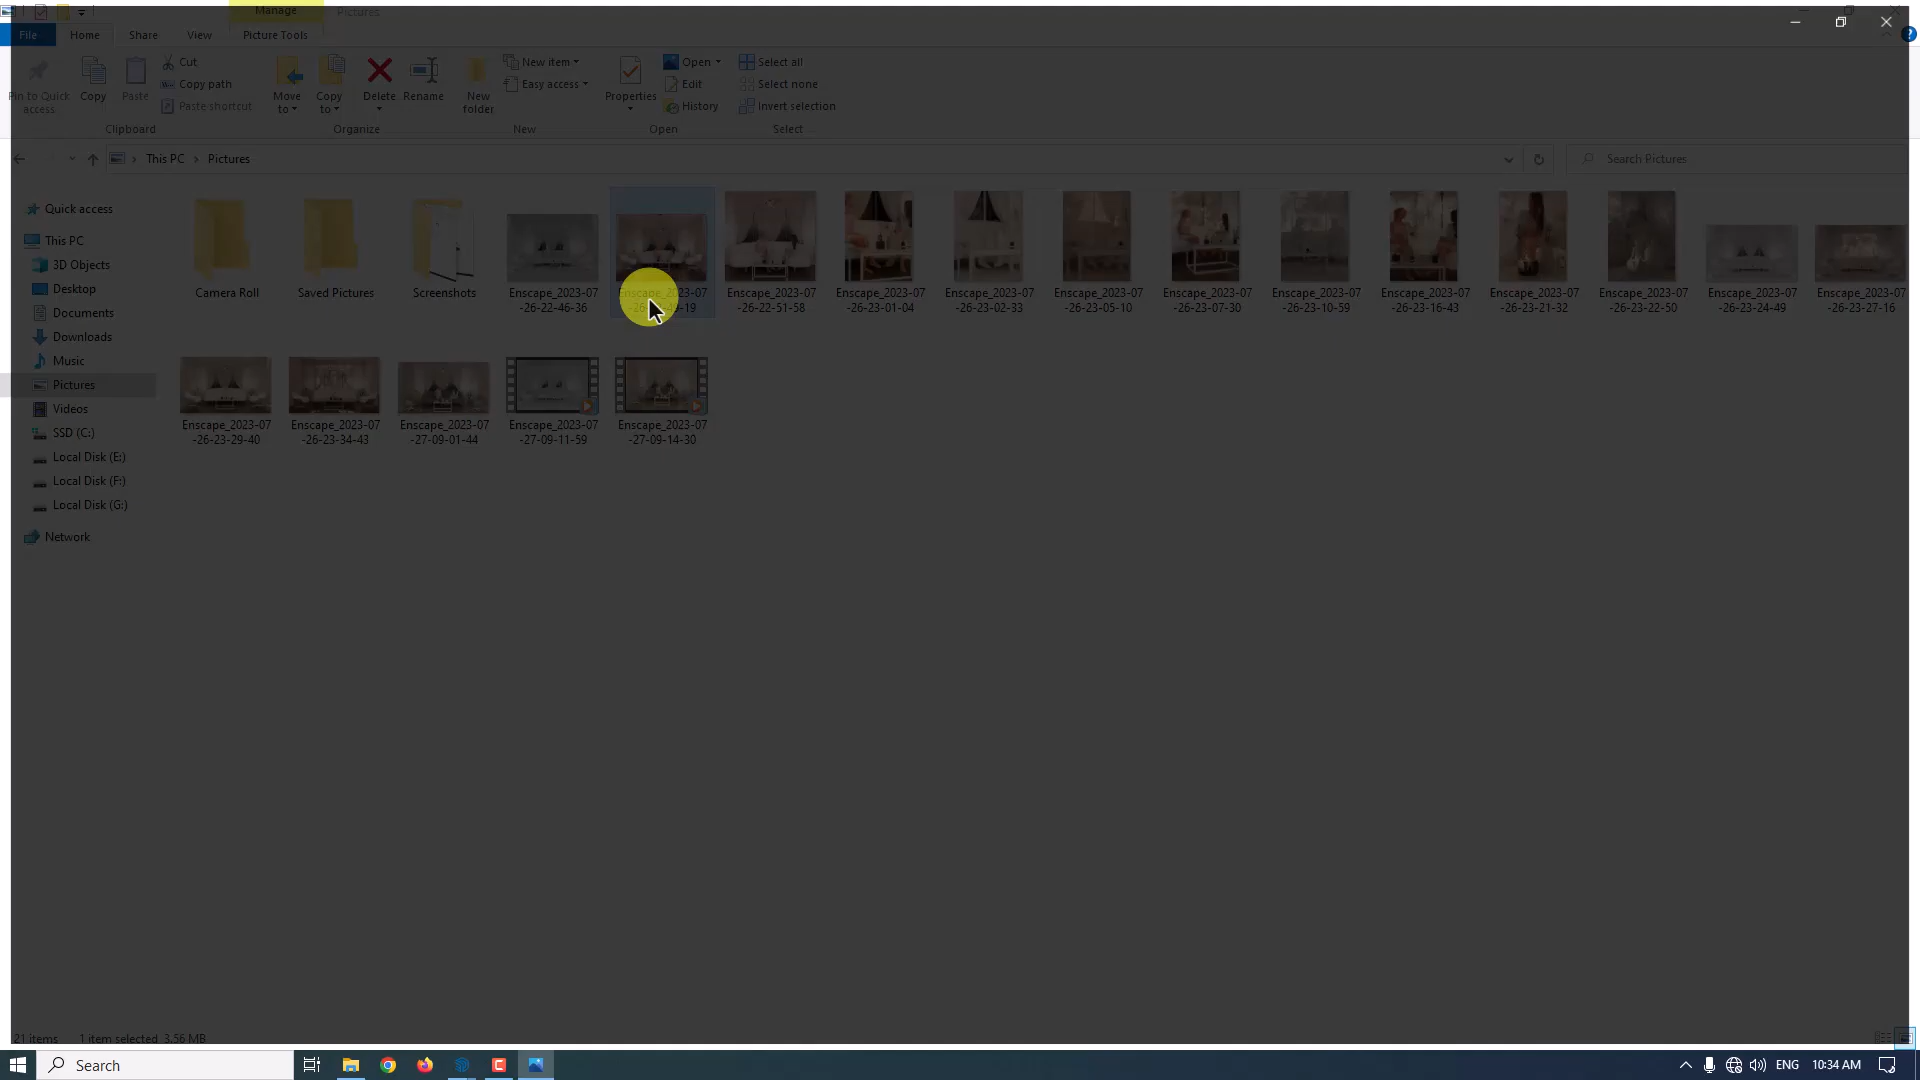 Manage
Pictures
File
Home
Share
View
Picture Tools
Pin to Quick
access
Copy
Paste
Cut
Copy path
Paste shortcut
Move
to
Copy
to
Delete
Rename
New
folder
New item
Easy access
Properties
Open
Edit
History
Select all
Select none
Invert selection
Clipboard
Organize
New
Open
Select
This PC
Pictures
Search Pictures
Quick access
This PC
3D Objects
Desktop
Documents
Downloads
Music
Pictures
Videos
SSD (C:)
Local Disk (E:)
Local Disk (F:)
Local Disk (G:)
Network
Camera Roll
Saved Pictures
Screenshots
Enscape_2023-07
-26-22-46-36
Enscape_2023-07
Enscape_2023-07
-26-22-51-58
Enscape_2023-07
-26-23-01-04
Enscape_2023-07
-26-23-02-33
Enscape_2023-07
-26-23-05-10
Enscape_2023-07
-26-23-07-30
Enscape_2023-07
-26-23-10-59
Enscape_2023-07
-26-23-16-43
Enscape_2023-07
-26-23-21-32
Enscape_2023-07
-26-23-22-50
Enscape_2023-07
-26-23-24-49
Enscape_2023-07
-26-23-27-16
Enscape_2023-07
-26-23-29-40
Enscape_2023-07
-26-23-34-43
Enscape_2023-07
-27-09-01-44
Enscape_2023-07
-27-09-11-59
Enscape_2023-07
-27-09-14-30
21 items
1 item selected 3.56 MB
Search
ENG
10:34 AM